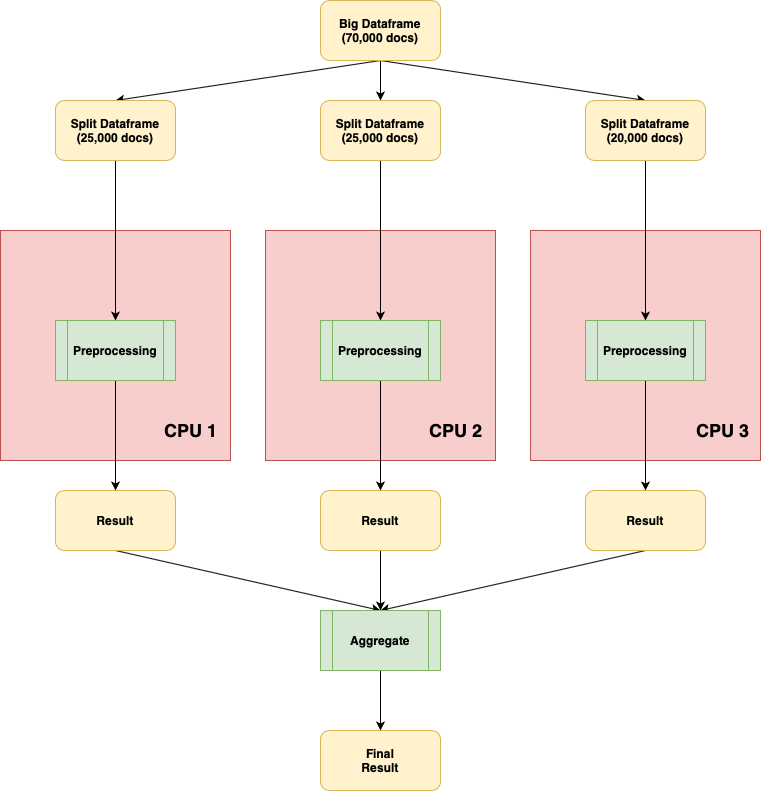 Big Dataframe
(70,000 docs)
Split Dataframe
(25,000 docs)
Split Dataframe
(25,000 docs)
Split Dataframe
(20,000 docs)
Preprocessing
Preprocessing
Preprocessing
CPU 1
CPU 2
CPU 3
Result
Result
Result
Aggregate
Final
Result